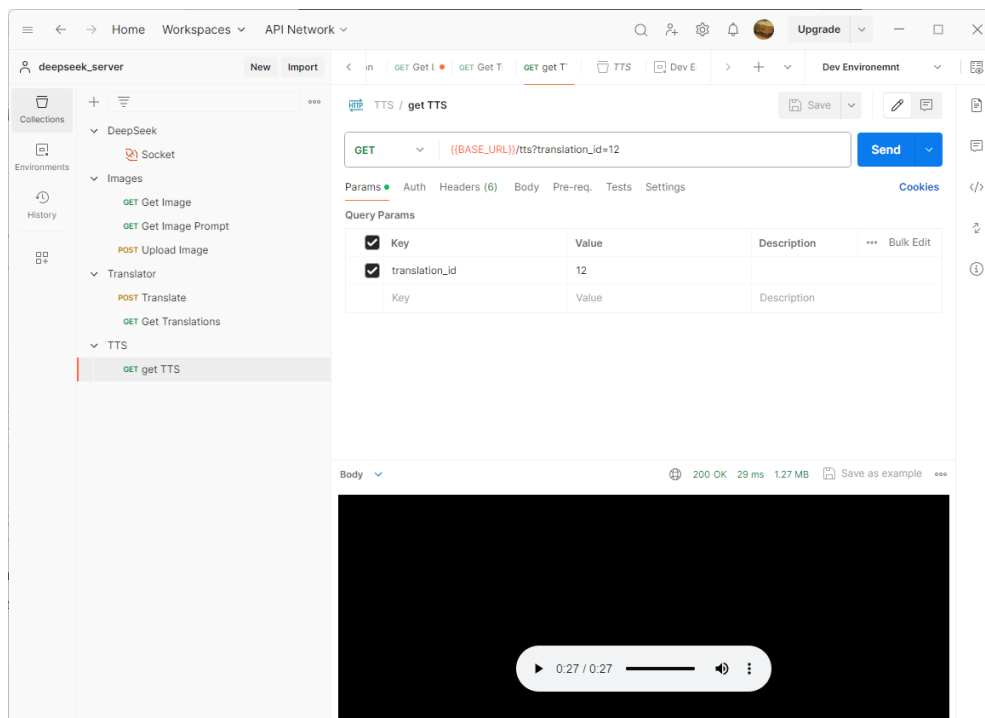 Home Workspaces API Network Upgrade
deepseek_server New Import
GET Get I. GET Get T GET get T TTS Dev E Dev Environemnt
Collections
Environments
History
DeepSeek
Socket
Images
GET Get Image
GET Get Image Prompt
POST Upload Image
Translator
POST Translate
GET Get Translations
TTS
GET get TTS
HTTP TTS / get TTS Save
GET {{BASE_URL}}/tts?translation_id=12 Send
Params Auth Headers (6) Body Pre-req. Tests Settings Cookies
Query Params
Key Value Description Bulk Edit
translation_id 12
Key Value Description
Body 200 OK 29 ms 1.27 MB Save as example
0:27 / 0:27